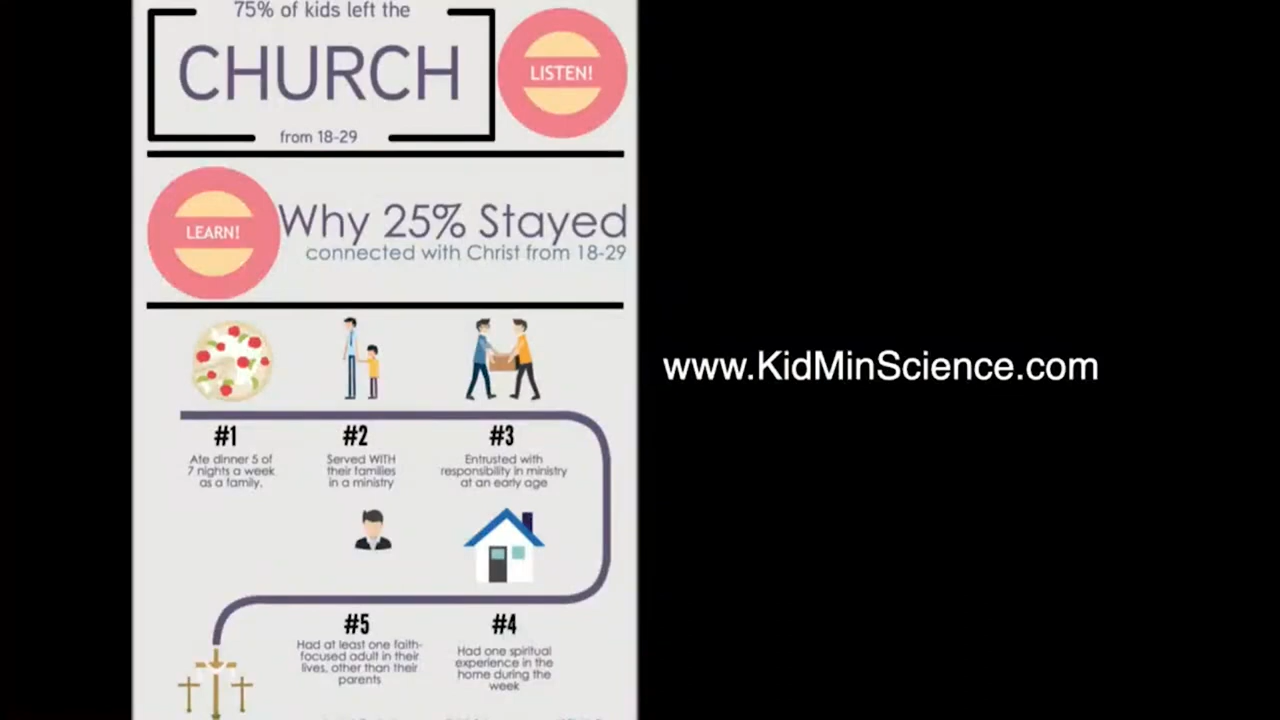 75% of kids left the
CHURCH
from 18-29
LISTEN!
LEARN!
Why 25% Stayed
connected with Christ from 18-29
#1
Ate dinner 5 of
7 nights a week
as a family.
#2
Served WITH
their families
in a ministry
#3
Entrusted with
responsibility in ministry
at an early age
#5
Had at least one faith-
focused adult in their
lives, other than their
parents
#4
Had one spiritual
experience in the
home during the
week
www.KidMinScience.com